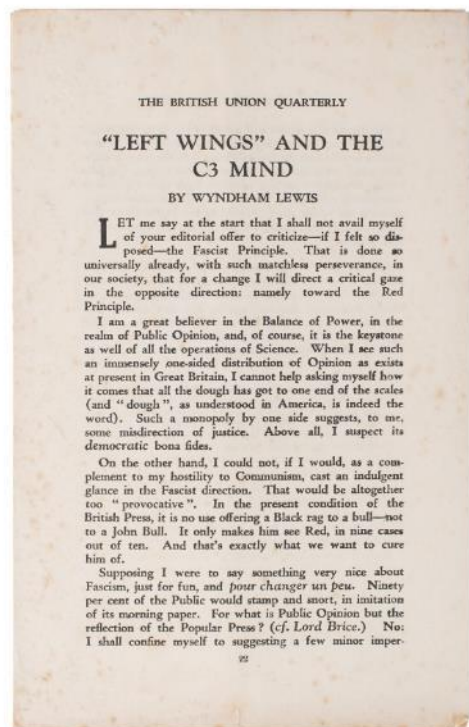 THE BRITISH UNION QUARTERLY
“LEFT WINGS” AND THE
C3 MIND
BY WYNDHAM LEWIS
LET me say at the start that I shall not avail myself
of your editorial offer to criticize—if I felt so dis-
posed—the Fascist Principle. That is done so
universally already, with such matchless perseverance, in
our society, that for a change I will direct a critical gaze
in the opposite direction: namely toward the Red
Principle.
I am a great believer in the Balance of Power, in the
realm of Public Opinion, and, of course, it is the keystone
as well of all the operations of Science. When I see such
an immensely one-sided distribution of Opinion as exists
at present in Great Britain, I cannot help asking myself how
it comes that all the dough has got to one end of the scales
(and “dough”, as understood in America, is indeed the
word). Such a monopoly by one side suggests, to me,
some misdirection of justice. Above all, I suspect its
democratic bona fides.
On the other hand, I could not, if I would, as a com-
plement to my hostility to Communism, cast an indulgent
glance in the Fascist direction. That would be altogether
too “provocative”. In the present condition of the
British Press, it is no use offering a Black rag to a bull—not
to a John Bull. It only makes him see Red, in nine cases
out of ten. And that's exactly what we want to cure
him of.
Supposing I were to say something very nice about
Fascism, just for fun, and pour changer un peu. Ninety
per cent of the Public would stamp and snort, in imitation
of its morning paper. For what is Public Opinion but the
reflection of the Popular Press? (cf. Lord Brice.) No:
I shall confine myself to suggesting a few minor imper-
22